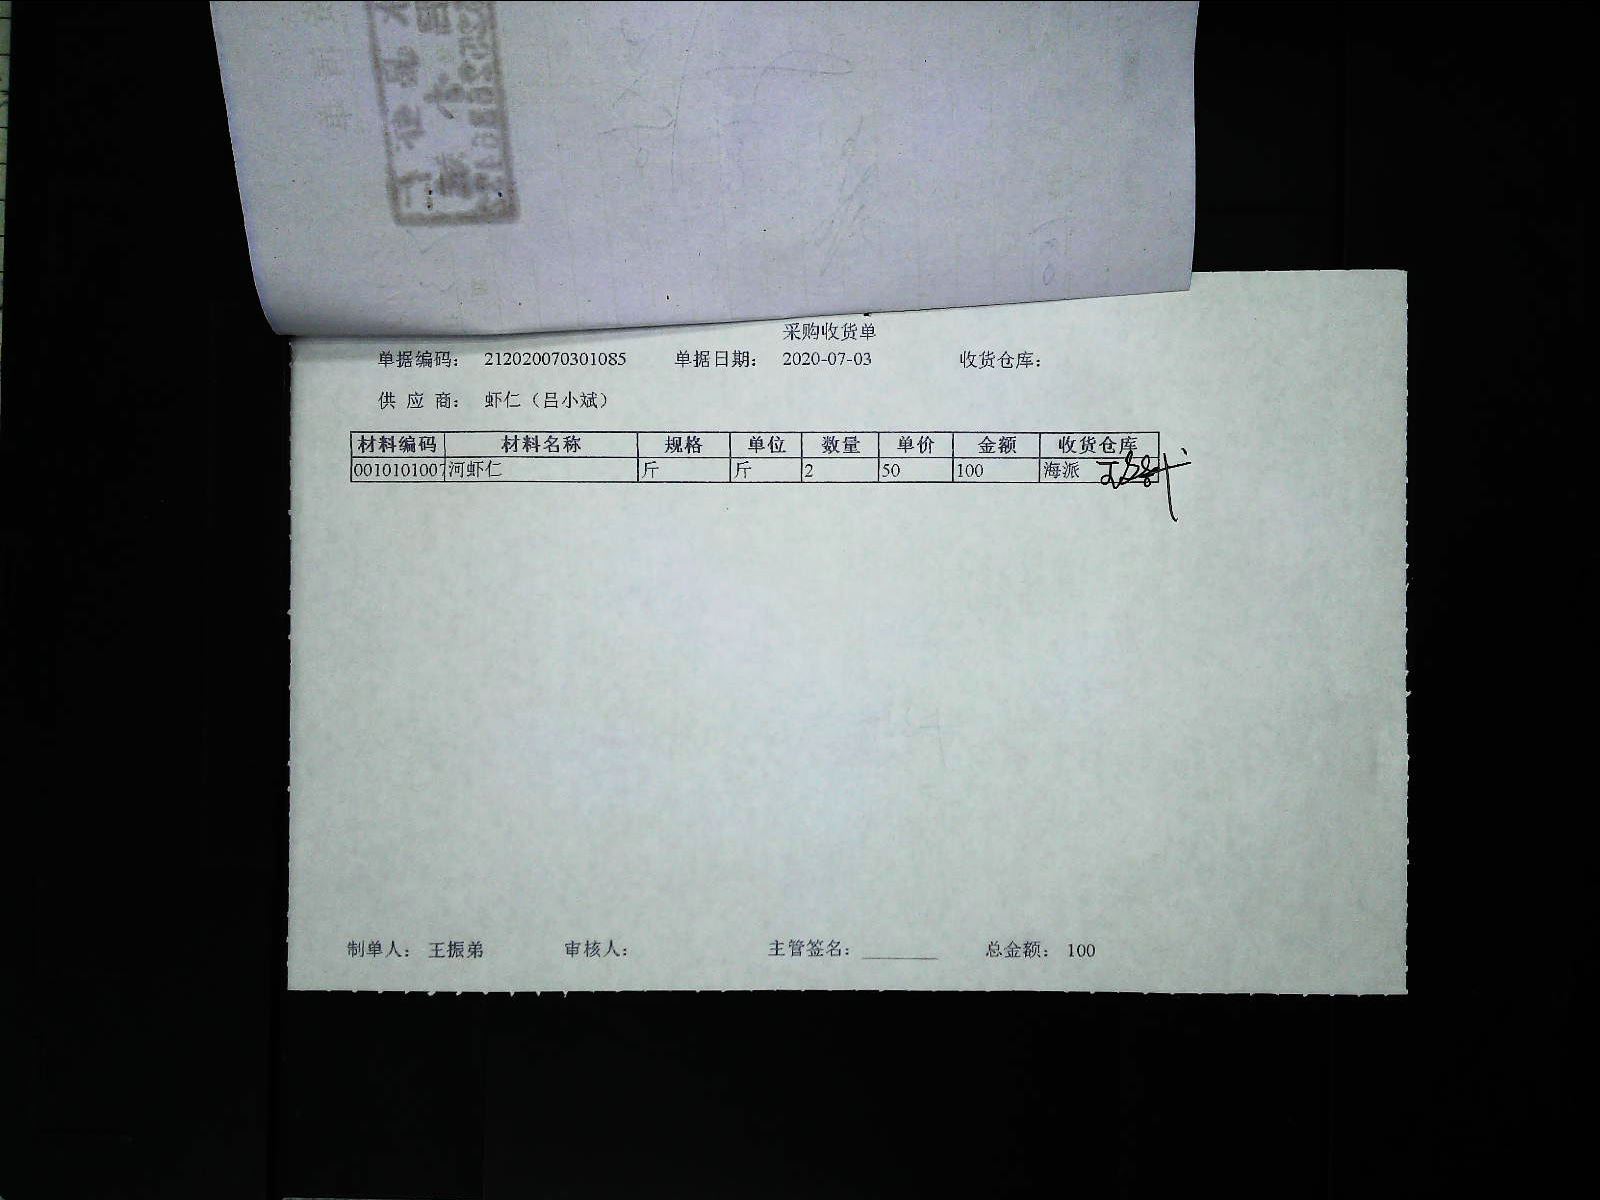 采购收货单
单据编码： 212020070301085 单据日期： 2020-07-03 收货仓库：
供 应 商： 虾仁（吕小斌）
材料编码 材料名称 规格 单位 数量 单价 金额 收货仓库
0010101007 河虾仁 斤 斤 2 50 100 海派
制单人： 王振弟 审核人： 主管签名： 总金额： 100